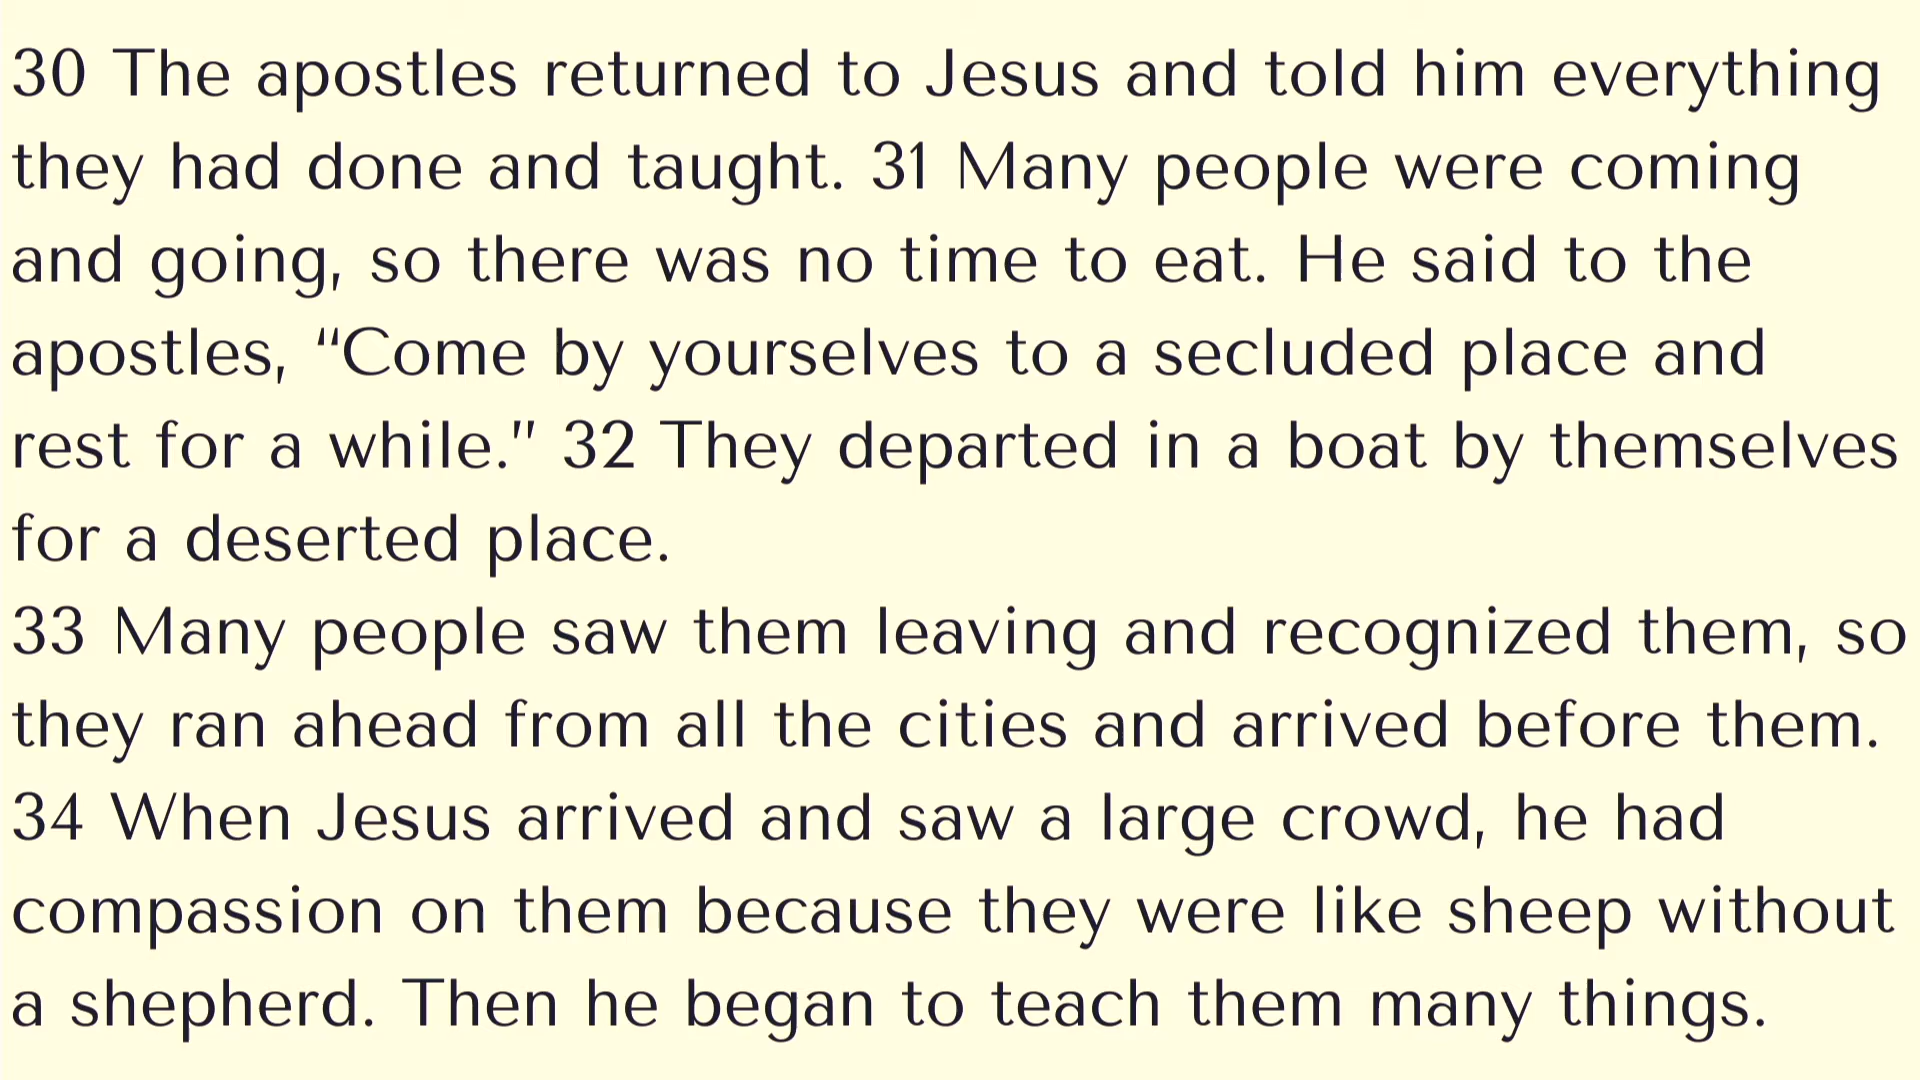 30 The apostles returned to Jesus and told him everything
they had done and taught. 31 Many people were coming
and going, so there was no time to eat. He said to the
apostles, “Come by yourselves to a secluded place and
rest for a while.” 32 They departed in a boat by themselves
for a deserted place.
33 Many people saw them leaving and recognized them, so
they ran ahead from all the cities and arrived before them.
34 When Jesus arrived and saw a large crowd, he had
compassion on them because they were like sheep without
a shepherd. Then he began to teach them many things.